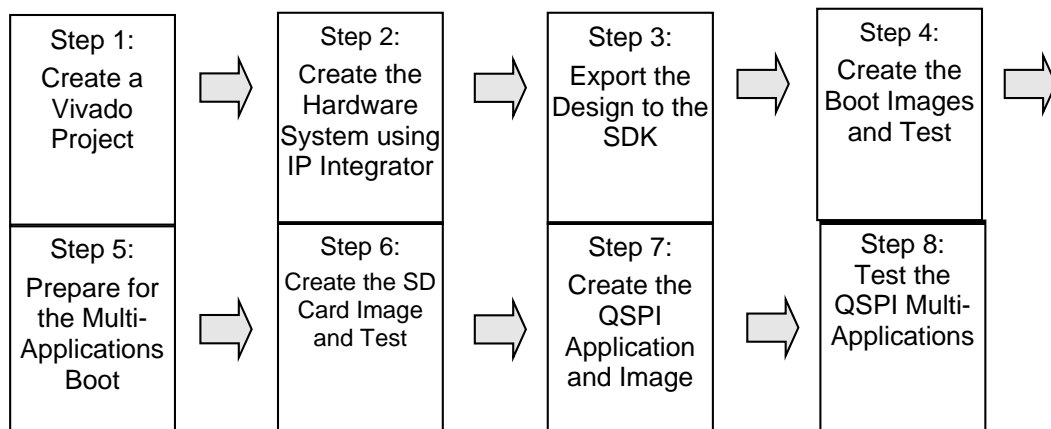 Step 1:
Create a
Vivado
Project
Step 2:
Create the
Hardware
System using
IP Integrator
Step 3:
Export the
Design to the
SDK
Step 4:
Create the
Boot Images
and Test
Step 5:
Prepare for
the Multi-
Applications
Boot
Step 6:
Create the SD
Card Image
and Test
Step 7:
Create the
QSPI
Application
and Image
Step 8:
Test the
QSPI Multi-
Applications